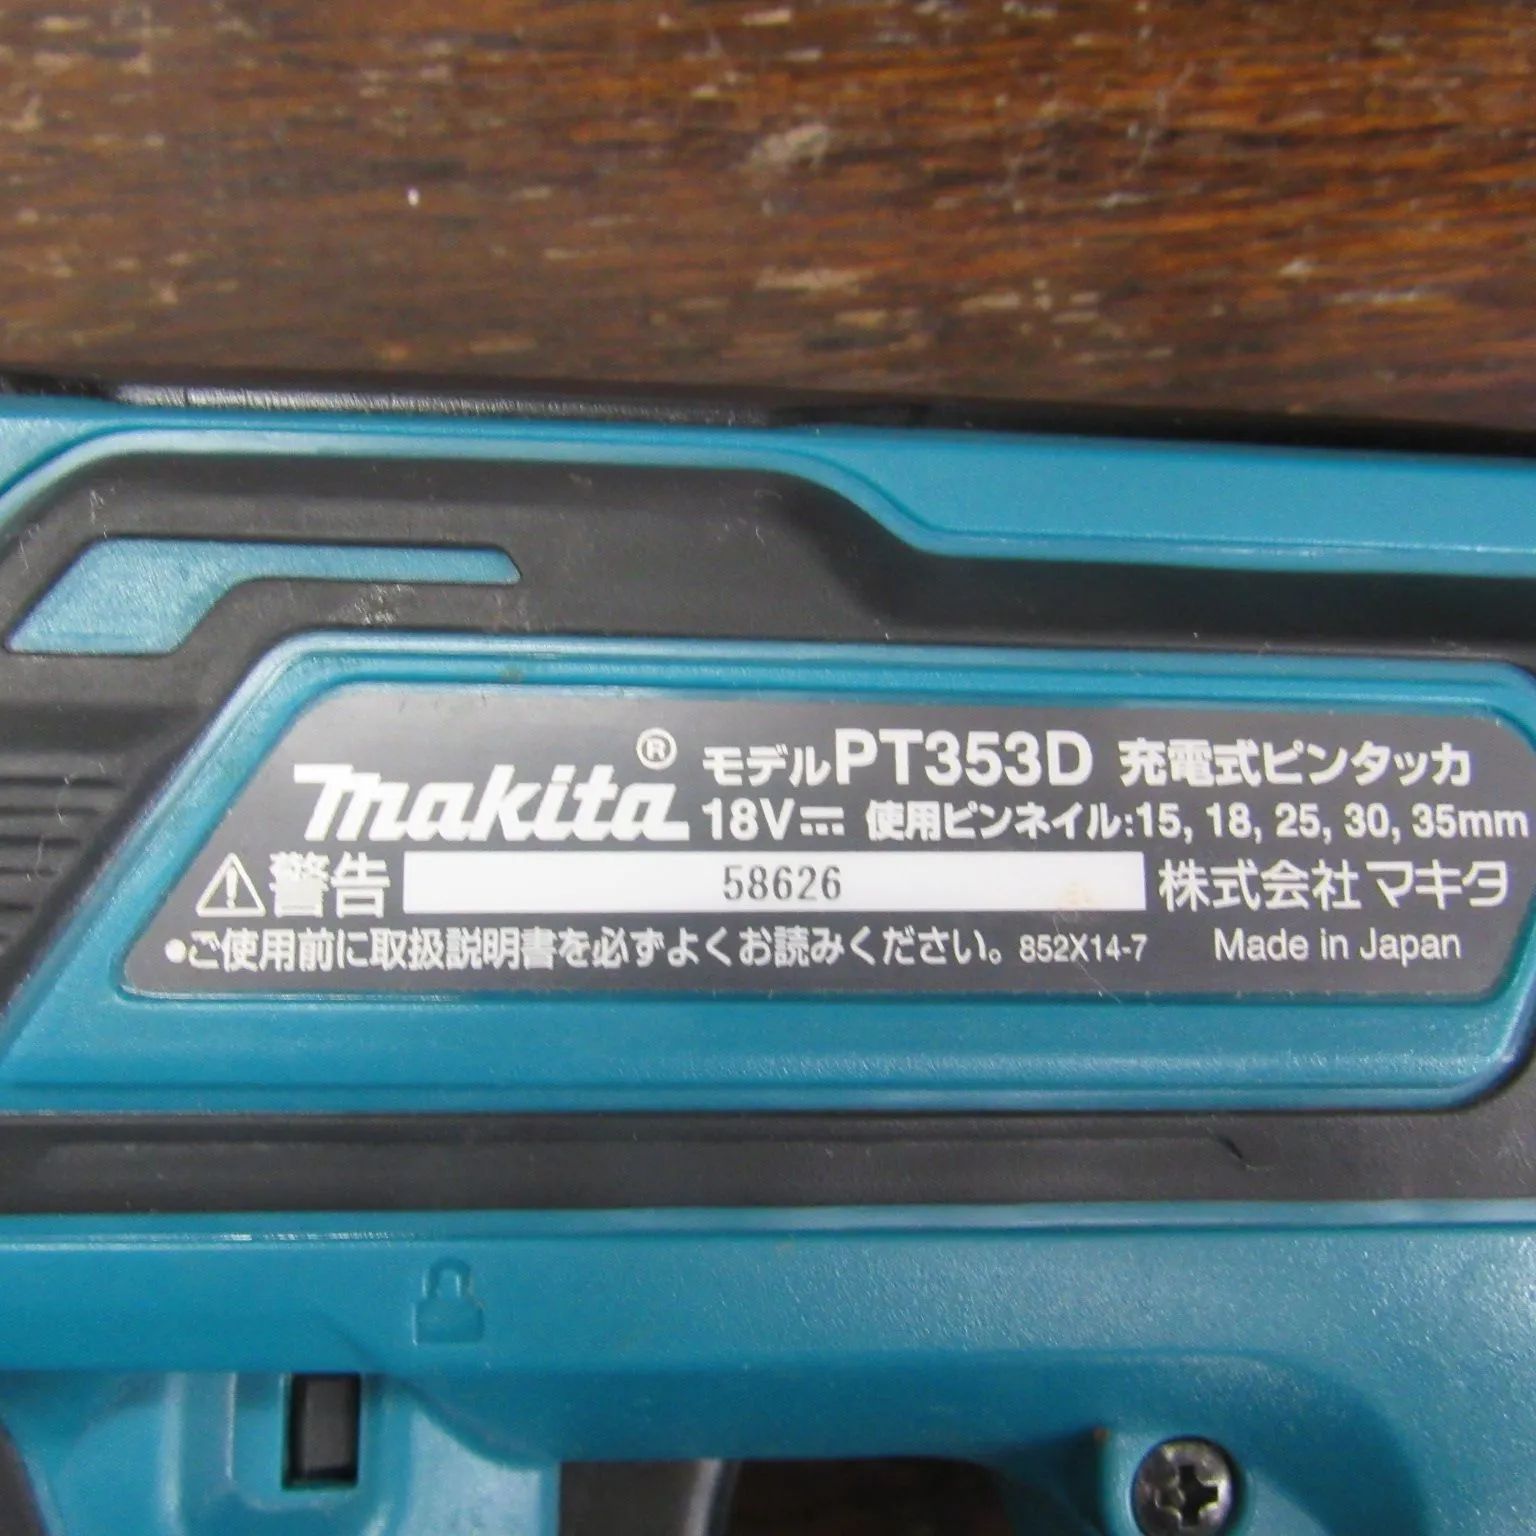 makita® モデルPT353D 充電式ピンタッカ
18V⎓ 使用ピンネイル:15, 18, 25, 30, 35mm
⚠警告 58626 株式会社マキタ
●ご使用前に取扱説明書を必ずよくお読みください。 852X14-7 Made in Japan